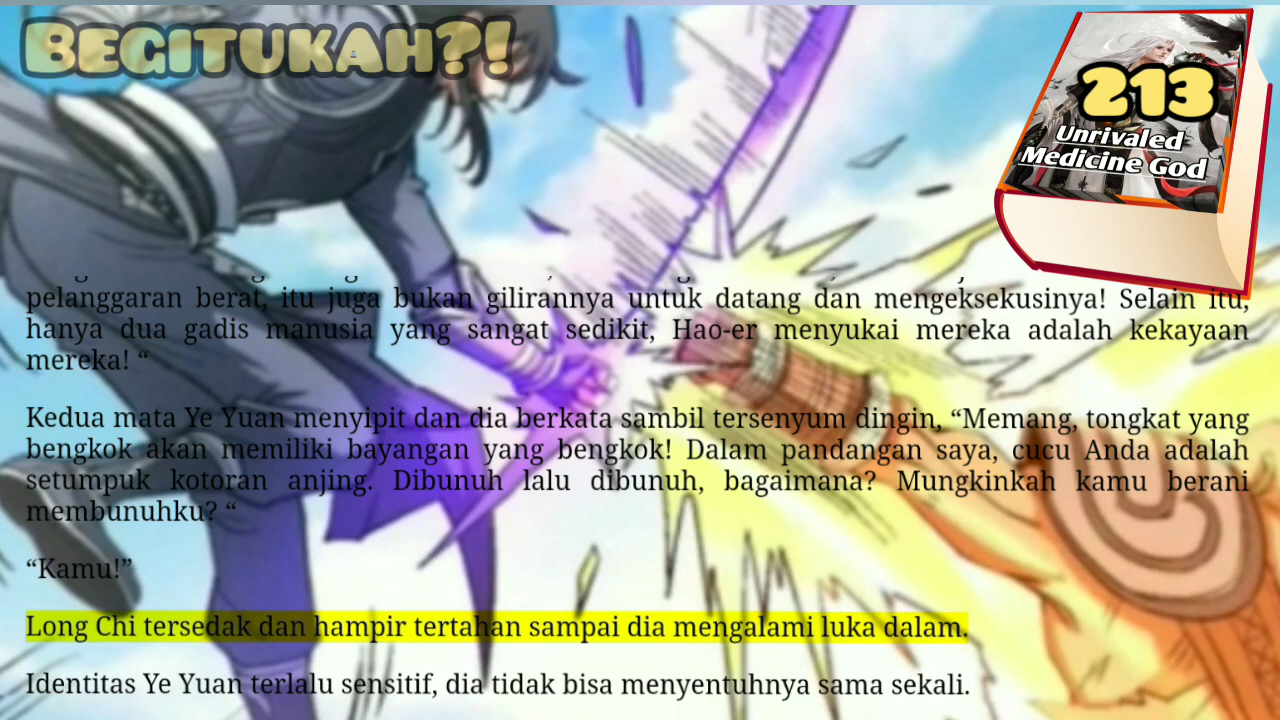 BEGITUKAH?!
213
Unrivaled
Medicine God
pelanggaran berat, itu juga bukan gilirannya untuk datang dan mengeksekusinya! Selain itu,
hanya dua gadis manusia yang sangat sedikit, Hao-er menyukai mereka adalah kekayaan
mereka! “
Kedua mata Ye Yuan menyipit dan dia berkata sambil tersenyum dingin, “Memang, tongkat yang
bengkok akan memiliki bayangan yang bengkok! Dalam pandangan saya, cucu Anda adalah
setumpuk kotoran anjing. Dibunuh lalu dibunuh, bagaimana? Mungkinkah kamu berani
membunuhku? “
“Kamu!”
Long Chi tersedak dan hampir tertahan sampai dia mengalami luka dalam.
Identitas Ye Yuan terlalu sensitif, dia tidak bisa menyentuhnya sama sekali.